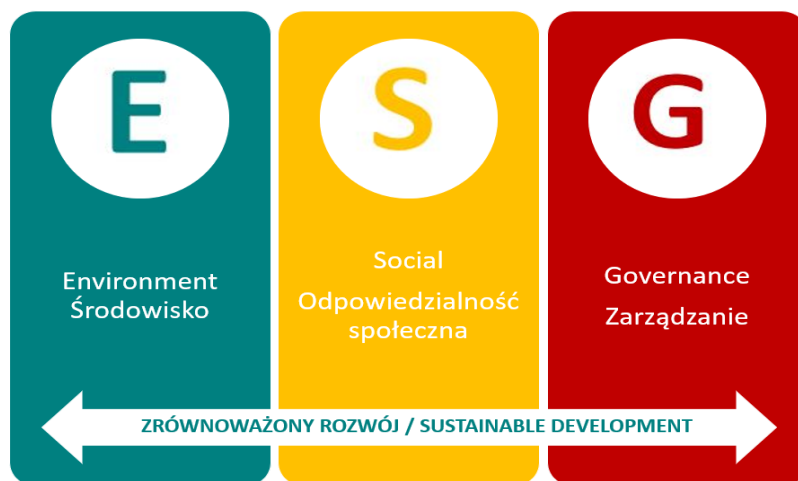 E
Environment
Środowisko
S
Social
Odpowiedzialność
społeczna
G
Governance
Zarządzanie
ZRÓWNOWAŻONY ROZWÓJ / SUSTAINABLE DEVELOPMENT